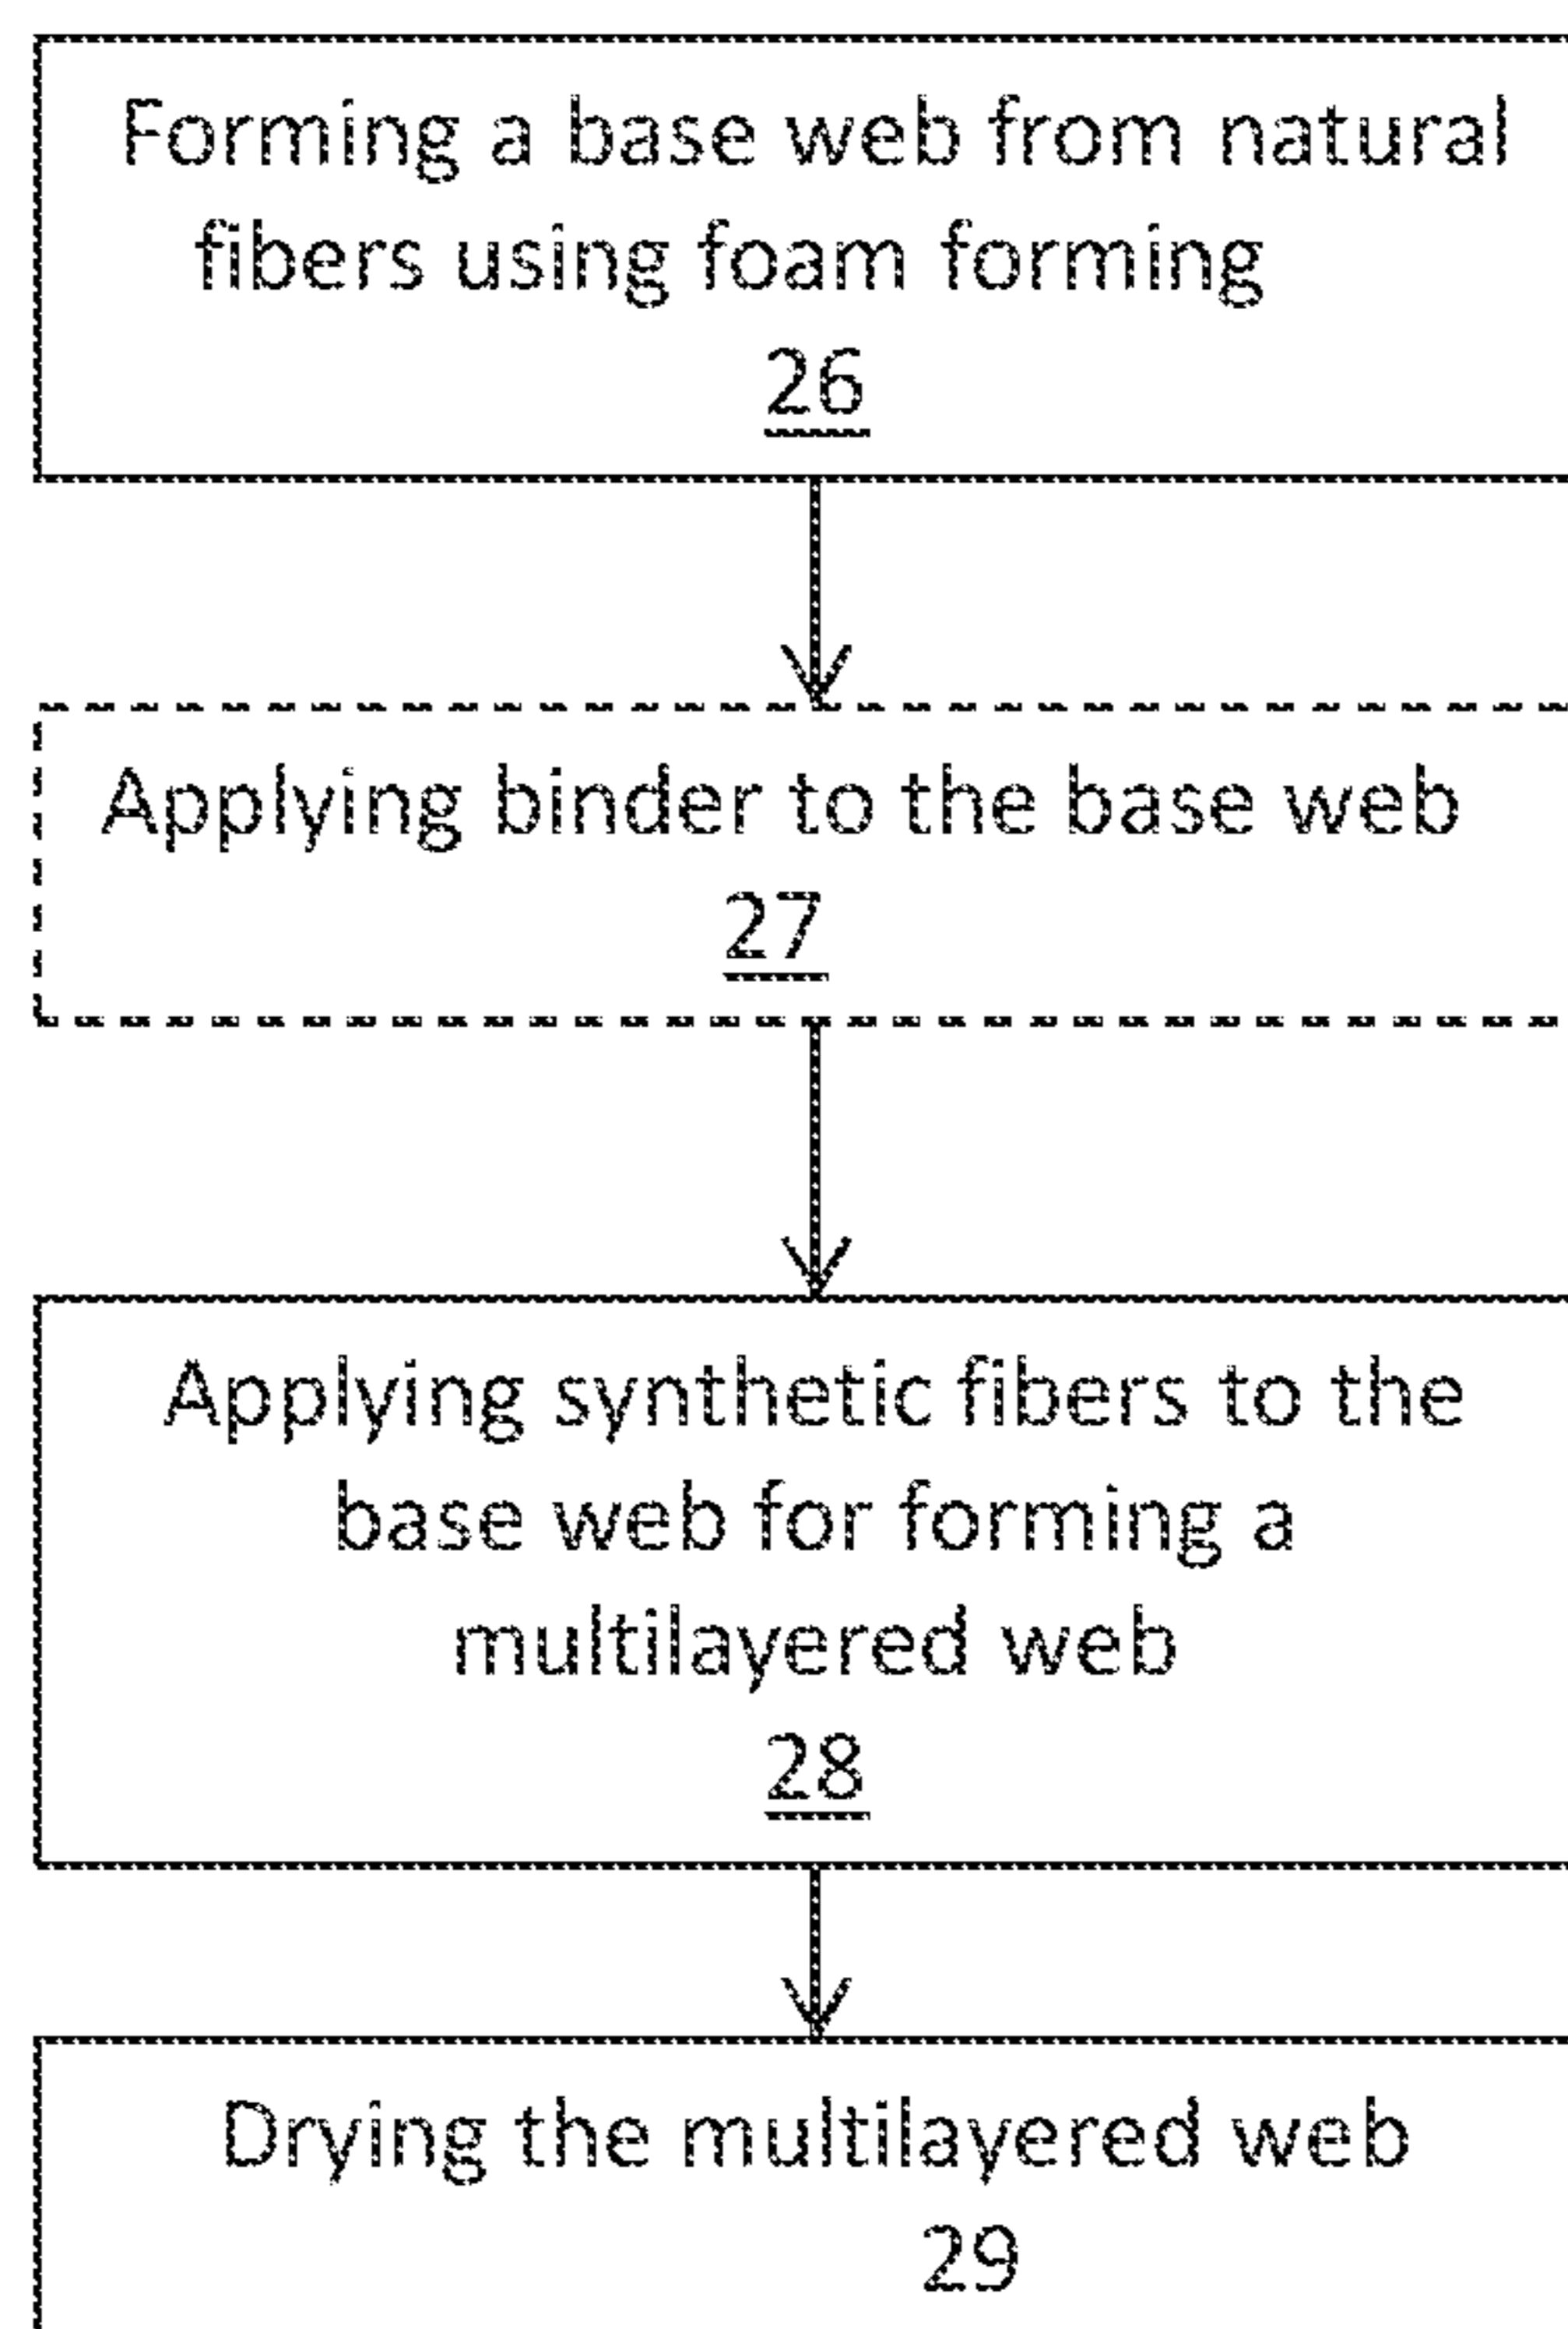 Forming a base web from natural
fibers using foam forming
26
Applying binder to the base web
27
Applying synthetic fibers to the
base web for forming a
multilayered web
28
Drying the multilayered web
29